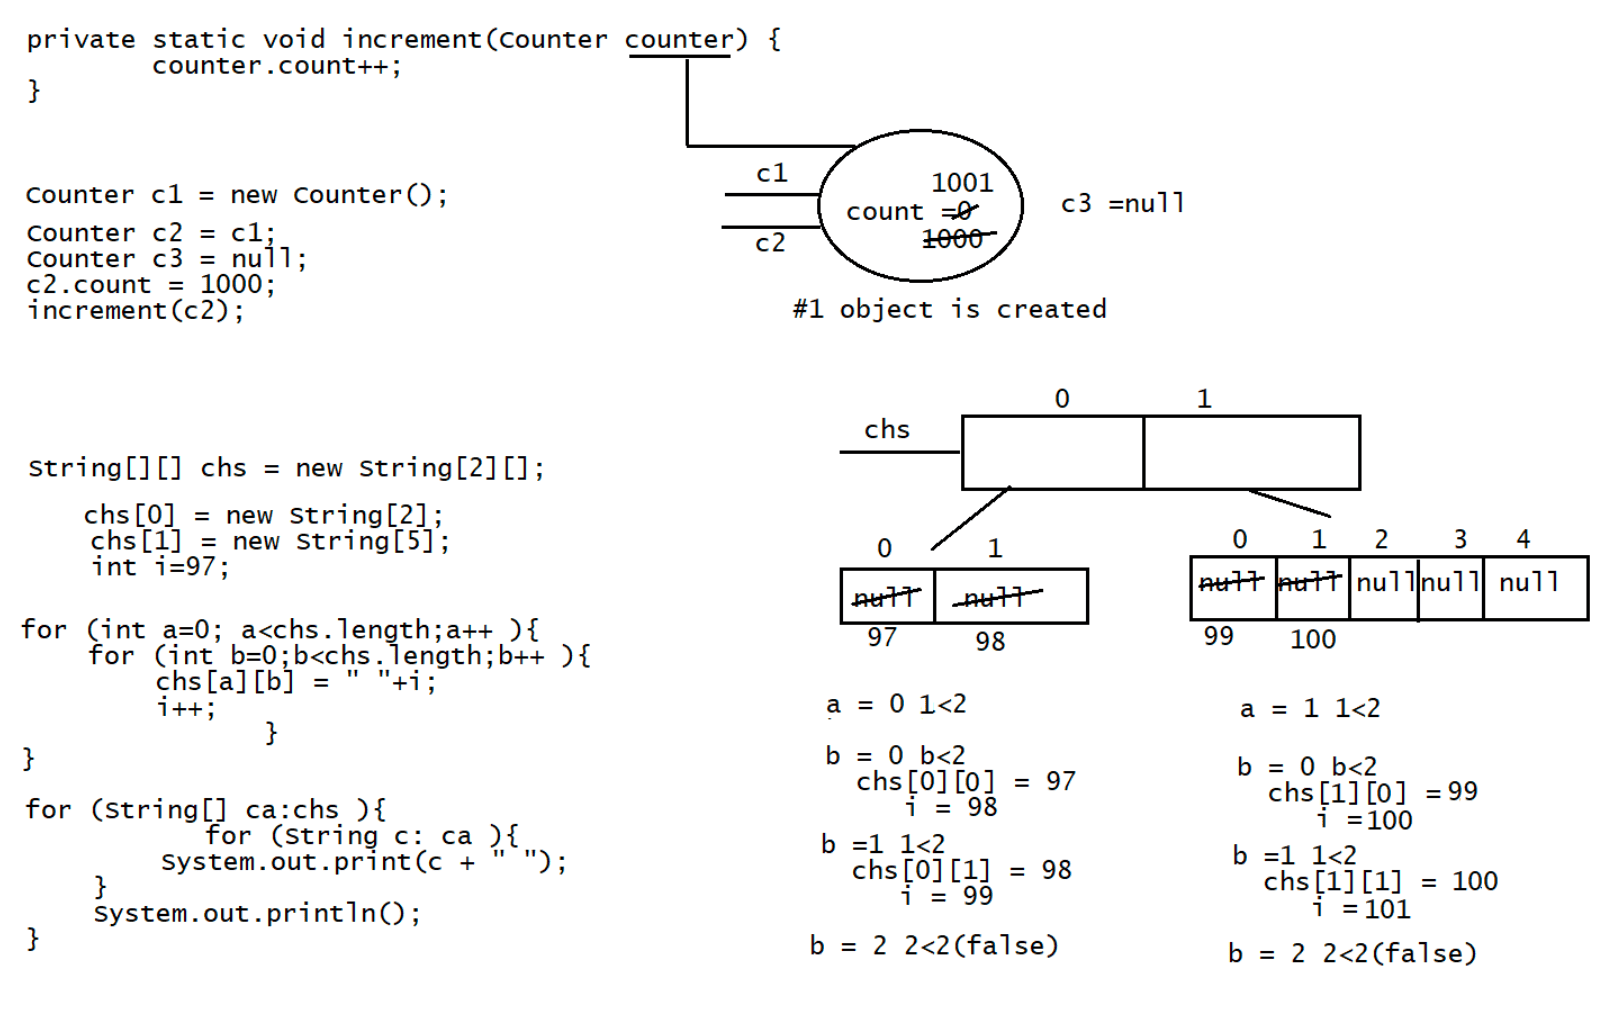 private static void increment(Counter counter) {
counter.count++;
}
Counter c1 = new Counter();
Counter c2 = c1;
Counter c3 = null;
c2.count = 1000;
increment(c2);
c1
c2
1001
count =0
1000
c3 =null
#1 object is created
String[][] chs = new String[2][];
chs[0] = new String[2];
chs[1] = new String[5];
int i=97;
for (int a=0; a<chs.length;a++ ){
for (int b=0;b<chs.length;b++ ){
chs[a][b] = " "+i;
i++;
}
}
for (String[] ca:chs ){
for (String c: ca ){
System.out.print(c + " ");
}
System.out.println();
}
0 1
chs
0 1
null null
97 98
0 1 2 3 4
null null null null null
99 100
a = 0 1<2
b = 0 b<2
chs[0][0] = 97
i = 98
b =1 1<2
chs[0][1] = 98
i = 99
b = 2 2<2(false)
a = 1 1<2
b = 0 b<2
chs[1][0] =99
i =100
b =1 1<2
chs[1][1] = 100
i =101
b = 2 2<2(false)